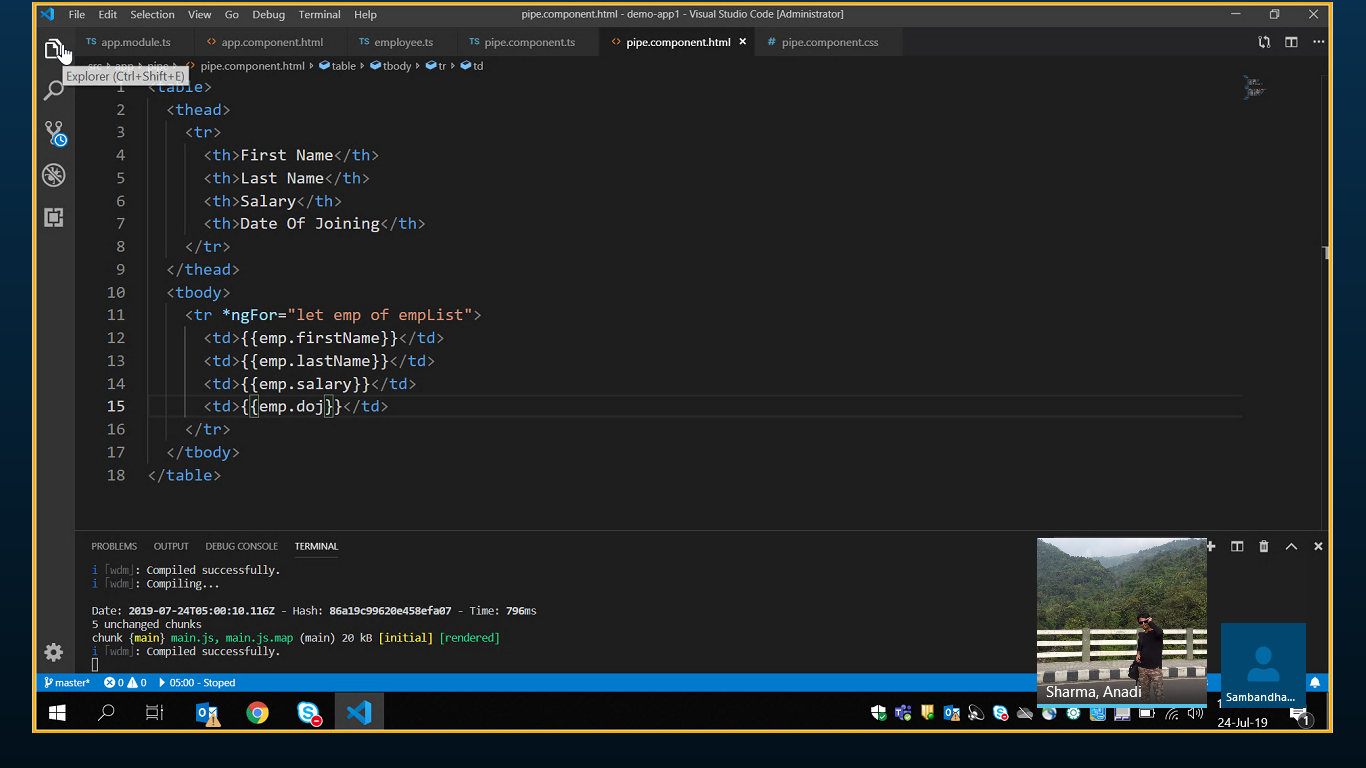 File Edit Selection View Go Debug Terminal Help pipe.component.html - demo-app1 - Visual Studio Code [Administrator]
TS app.module.ts <> app.component.html TS employee.ts TS pipe.component.ts <> pipe.component.html × # pipe.component.css
src ▸ app ▸ pipe ▸ <> pipe.component.html ▸ table ▸ tbody ▸ tr ▸ td
Explorer (Ctrl+Shift+E)
1 <table>
2 <thead>
3 <tr>
4 <th>First Name</th>
5 <th>Last Name</th>
6 <th>Salary</th>
7 <th>Date Of Joining</th>
8 </tr>
9 </thead>
10 <tbody>
11 <tr *ngFor="let emp of empList">
12 <td>{{emp.firstName}}</td>
13 <td>{{emp.lastName}}</td>
14 <td>{{emp.salary}}</td>
15 <td>{{emp.doj}}</td>
16 </tr>
17 </tbody>
18 </table>
PROBLEMS OUTPUT DEBUG CONSOLE TERMINAL
i ｢wdm｣: Compiled successfully.
i ｢wdm｣: Compiling...
Date: 2019-07-24T05:00:10.116Z - Hash: 86a19c99620e458efa07 - Time: 796ms
5 unchanged chunks
chunk {main} main.js, main.js.map (main) 20 kB [initial] [rendered]
i ｢wdm｣: Compiled successfully.
master* 0 0 05:00 - Stoped
Sharma, Anadi
Sambandha...
24-Jul-19
1